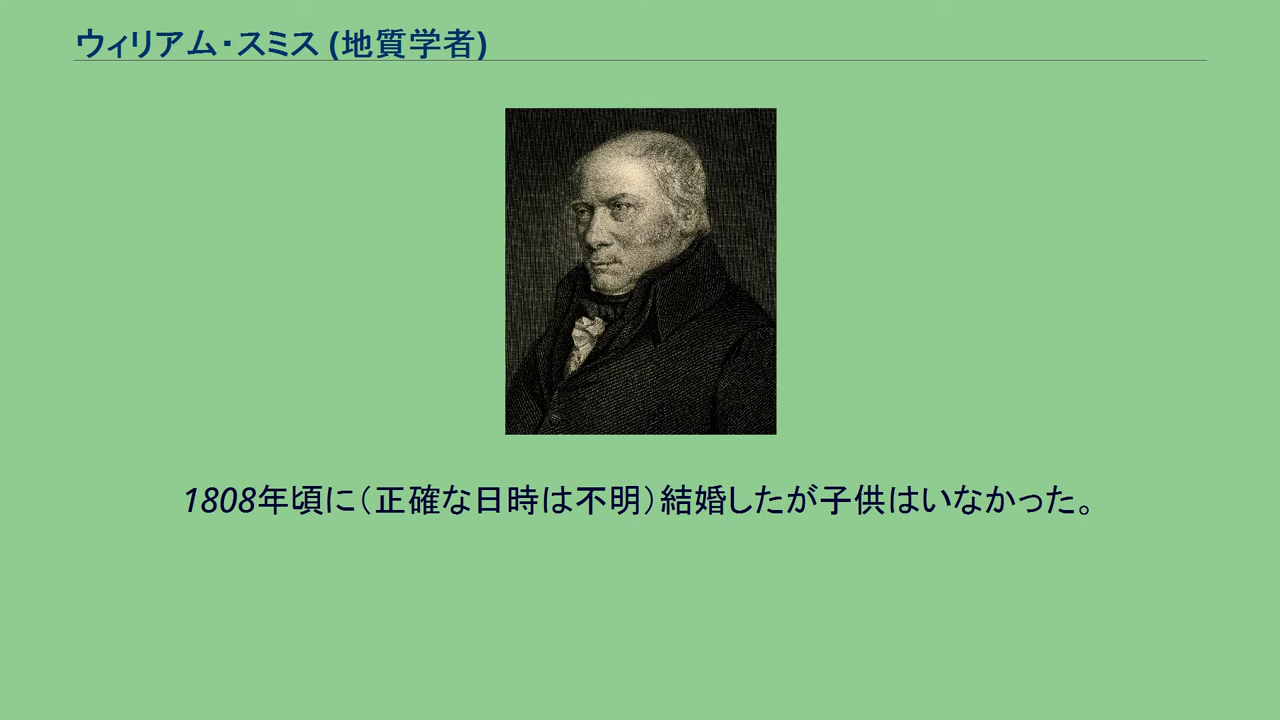 ウィリアム・スミス (地質学者)
1808年頃に（正確な日時は不明）結婚したが子供はいなかった。